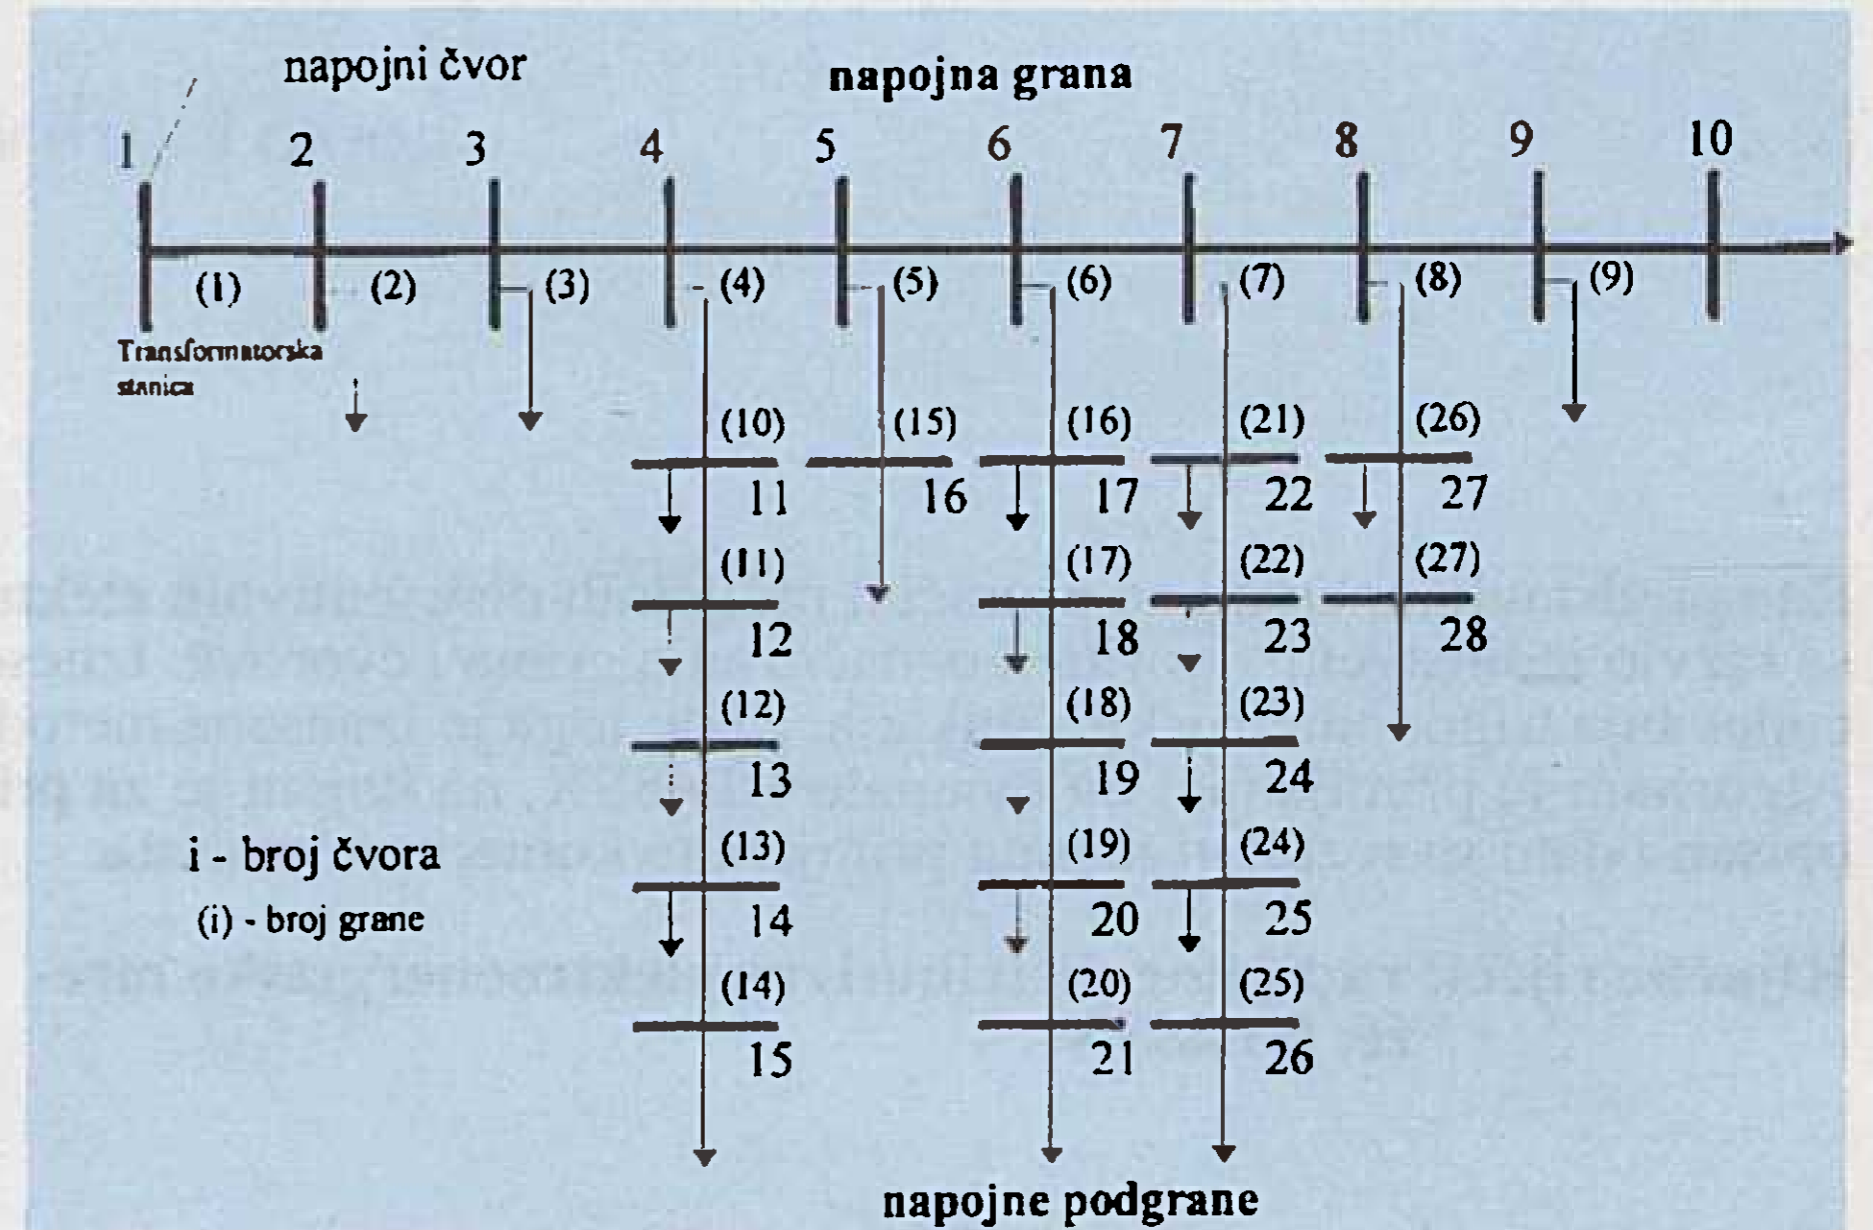 napojni čvor
napojna grana
1 2 3 4 5 6 7 8 9 10
(1) (2) (3) (4) (5) (6) (7) (8) (9)
Transformatorska
stanica
(10) (15) (16) (21) (26)
11 16 17 22 27
(11) (17) (22) (27)
12 18 23 28
(12) (18) (23)
13 19 24
i - broj čvora
(13) (19) (24)
(i) - broj grane
14 20 25
(14) (20) (25)
15 21 26
napojne podgrane